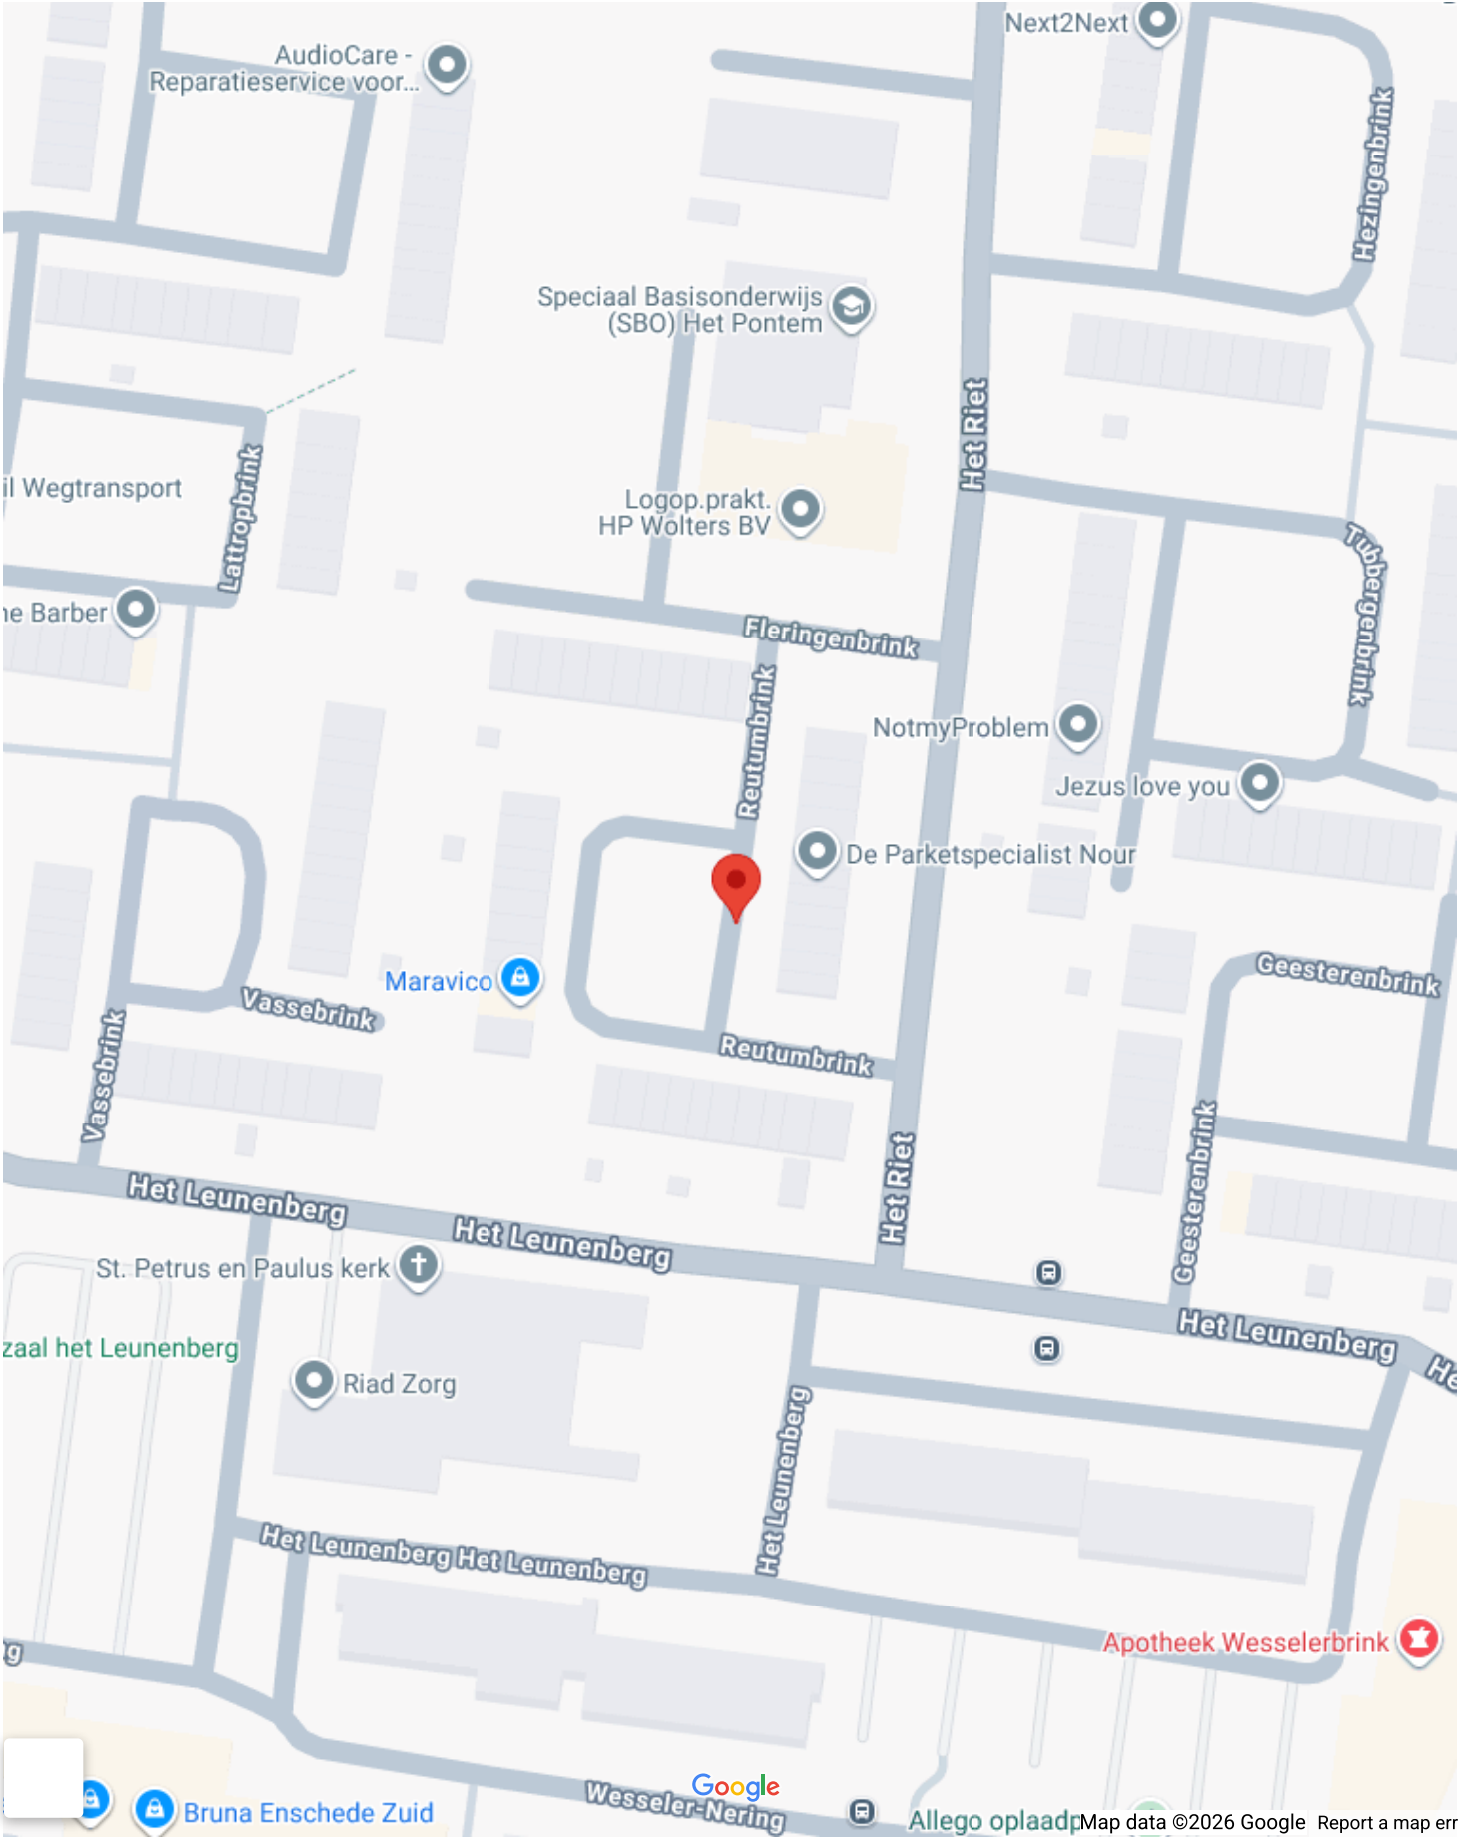 Next2Next
AudioCare -
Reparatieservice voor...
Hezingenbrink
Speciaal Basisonderwijs
(SBO) Het Pontem
Het Riet
Lattropbrink
il Wegtransport
Logop.prakt.
HP Wolters BV
Tubbergenbrink
ne Barber
Fleringenbrink
Reutumbrink
NotmyProblem
Jezus love you
De Parketspecialist Nour
Maravico
Vassebrink
Geesterenbrink
Vassebrink
Reutumbrink
Geesterenbrink
Het Riet
Het Leunenberg
Het Leunenberg
St. Petrus en Paulus kerk
Het Leunenberg
zaal het Leunenberg
He
Riad Zorg
Het Leunenberg
Het Leunenberg Het Leunenberg
Apotheek Wesselerbrink
g
Google
Wesseler-Nering
Bruna Enschede Zuid
Allego oplaadp
Map data ©2026 Google
Report a map err